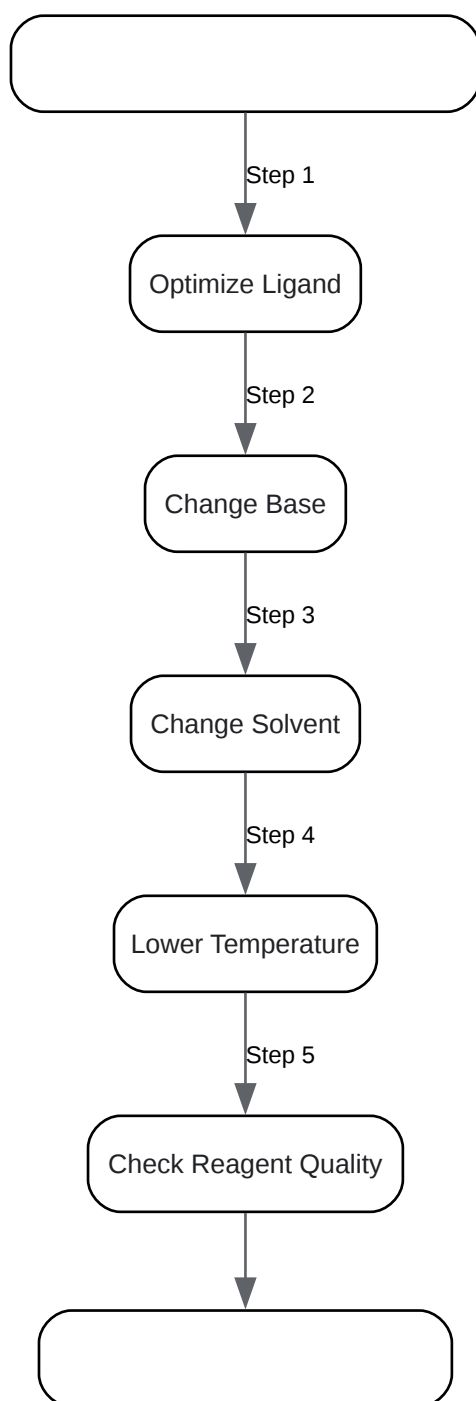 Step 1
Optimize Ligand
Step 2
Change Base
Step 3
Change Solvent
Step 4
Lower Temperature
Step 5
Check Reagent Quality